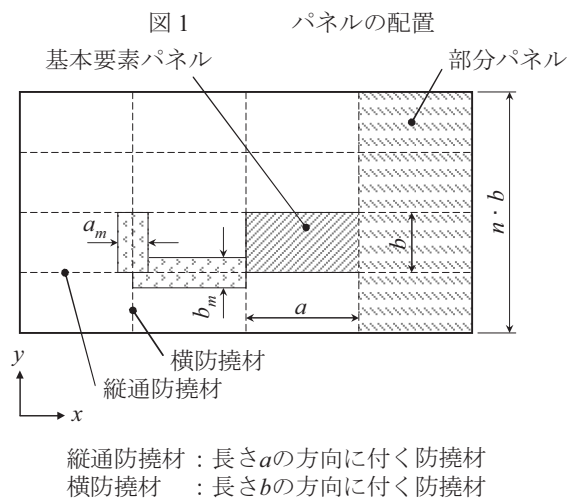 図1 パネルの配置
基本要素パネル
部分パネル
a_m
b
n・b
b_m
a
横防撓材
縦通防撓材
y
x
縦通防撓材：長さaの方向に付く防撓材
横防撓材 ：長さbの方向に付く防撓材